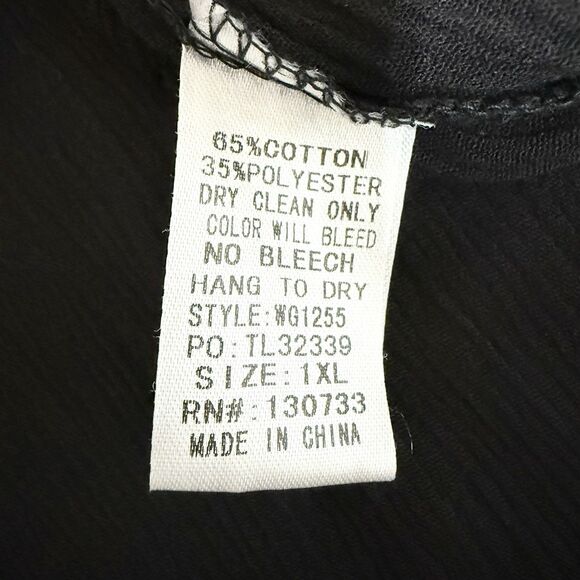 65%COTTON
35%POLYESTER
DRY CLEAN ONLY
COLOR WILL BLEED
NO BLEECH
HANG TO DRY
STYLE:WG1255
PO:TL32339
SIZE:1XL
RN#:130733
MADE IN CHINA